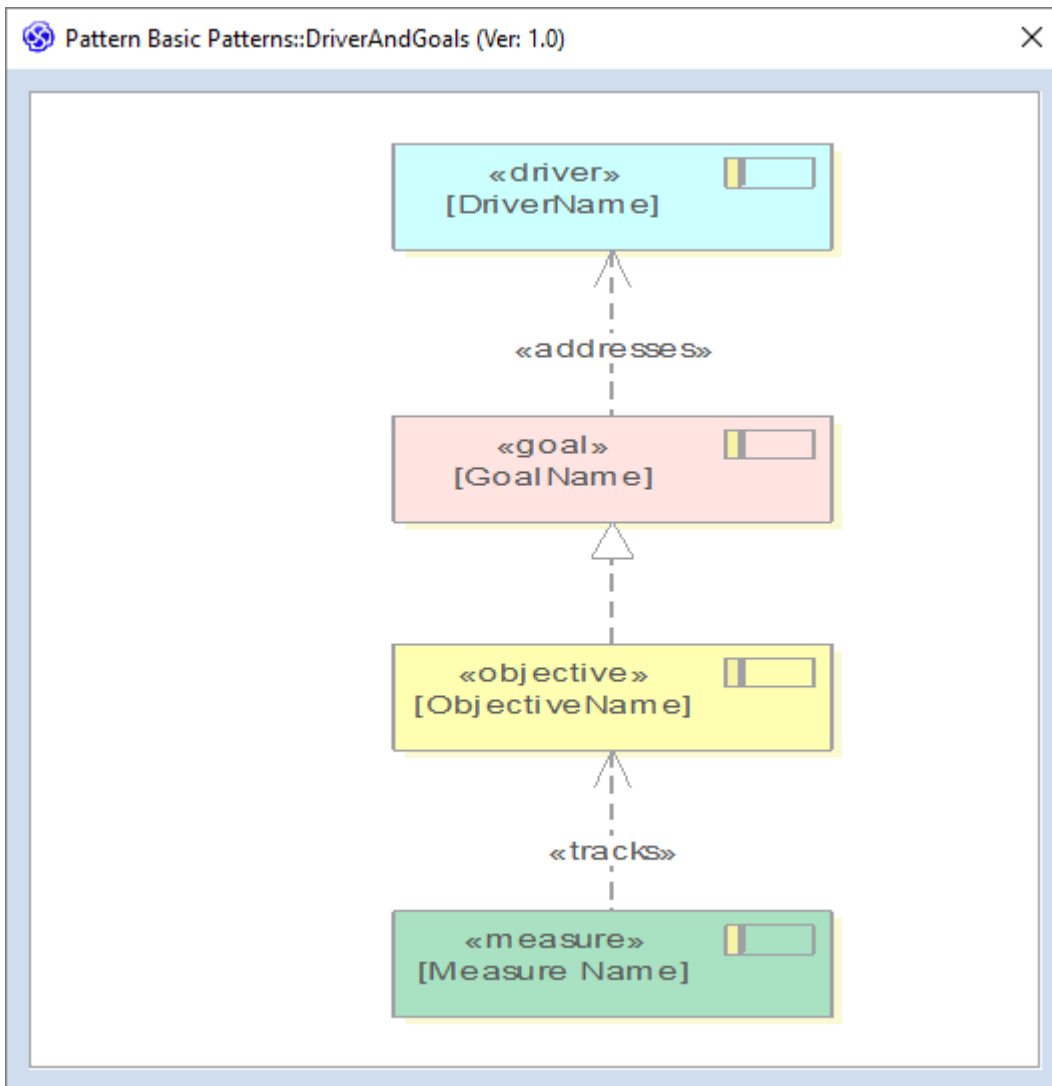 Pattern Basic Patterns::DriverAndGoals (Ver: 1.0)
«driver»
[DriverName]
«addresses»
«goal»
[GoalName]
«objective»
[ObjectiveName]
«tracks»
«measure»
[Measure Name]